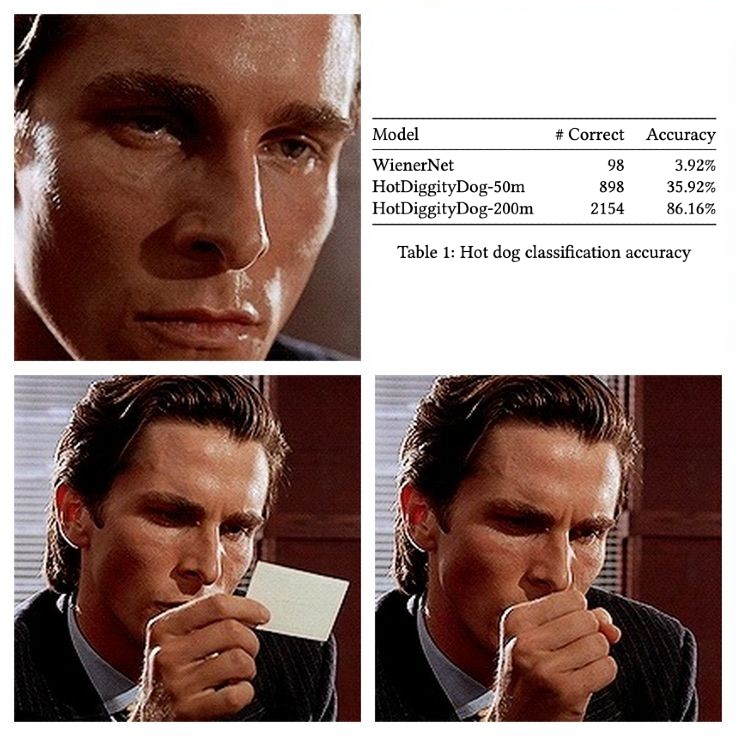 Model # Correct Accuracy
WienerNet 98 3.92%
HotDiggityDog-50m 898 35.92%
HotDiggityDog-200m 2154 86.16%
Table 1: Hot dog classification accuracy